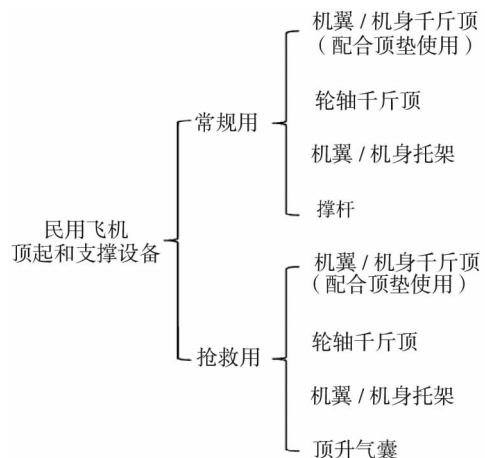 机翼/机身千斤顶
(配合顶垫使用)
轮轴千斤顶
常规用
机翼/机身托架
撑杆
民用飞机
顶起和支撑设备
机翼/机身千斤顶
(配合顶垫使用)
轮轴千斤顶
抢救用
机翼/机身托架
顶升气囊